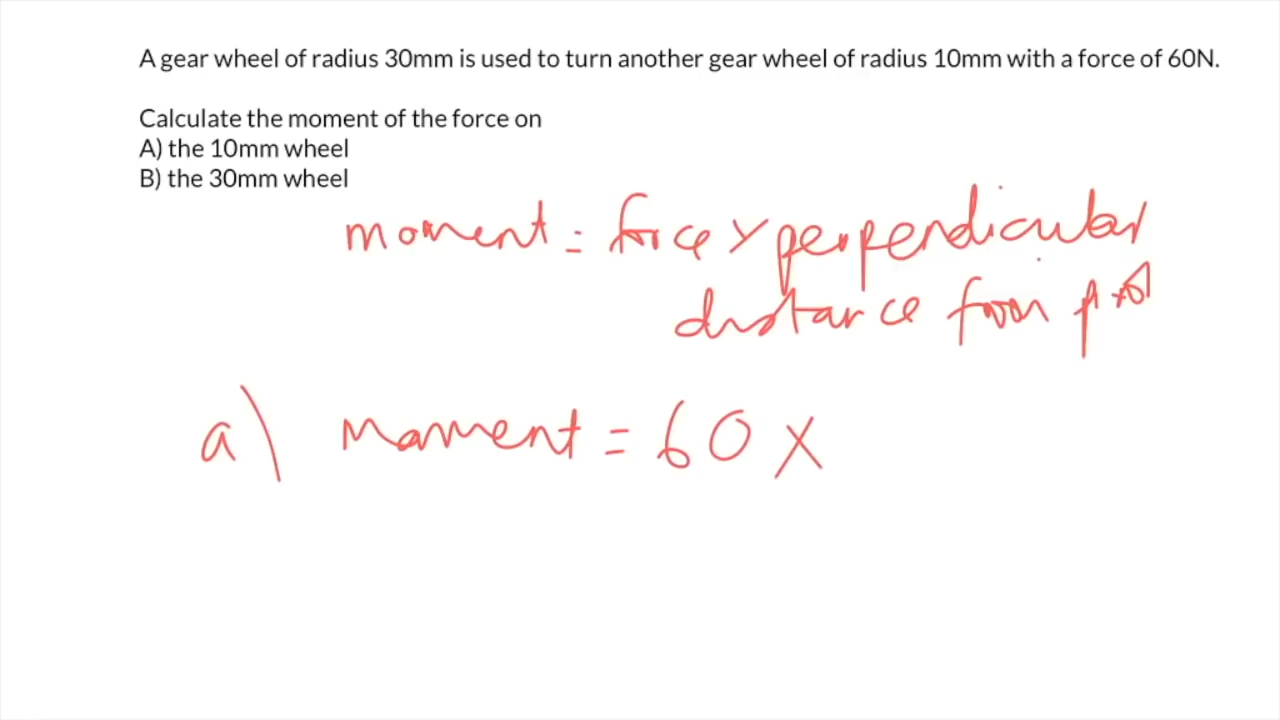 A gear wheel of radius 30mm is used to turn another gear wheel of radius 10mm with a force of 60N.
Calculate the moment of the force on
A) the 10mm wheel
B) the 30mm wheel
moment = force x perpendicular
distance from pivot
a) Moment = 60 x